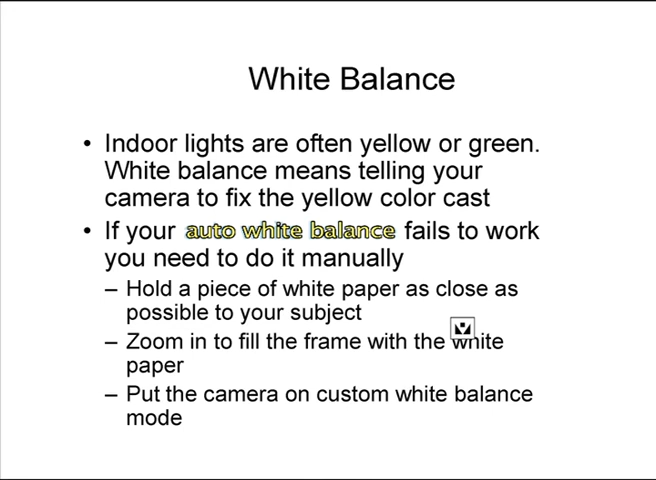 White Balance
• Indoor lights are often yellow or green.
White balance means telling your
camera to fix the yellow color cast
• If your auto white balance fails to work
you need to do it manually
– Hold a piece of white paper as close as
possible to your subject
– Zoom in to fill the frame with the white
paper
– Put the camera on custom white balance
mode